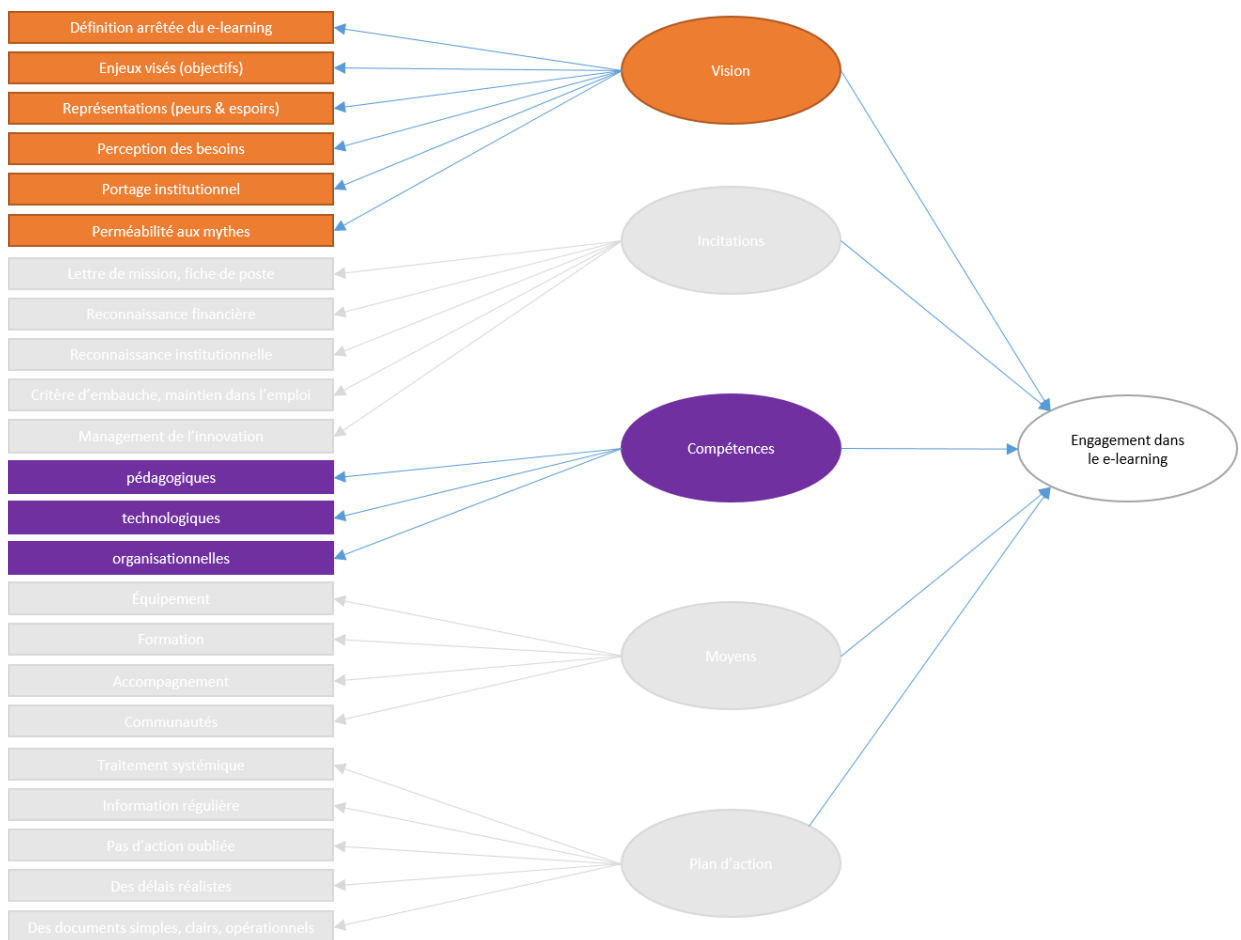 Définition arrêtée du e-learning
Enjeux visés (objectifs)
Représentations (peurs & espoirs)
Perception des besoins
Portage institutionnel
Perméabilité aux mythes
Lettre de mission, fiche de poste
Reconnaissance financière
Reconnaissance institutionnelle
Critère d'embauche, maintien dans l'emploi
Management de l'innovation
pédagogiques
technologiques
organisationnelles
Équipement
Formation
Accompagnement
Communautés
Traitement systémique
Information régulière
Pas d'action oubliée
Des délais réalistes
Des documents simples, clairs, opérationnels
Vision
Incitations
Compétences
Moyens
Plan d'action
Engagement dans
le e-learning